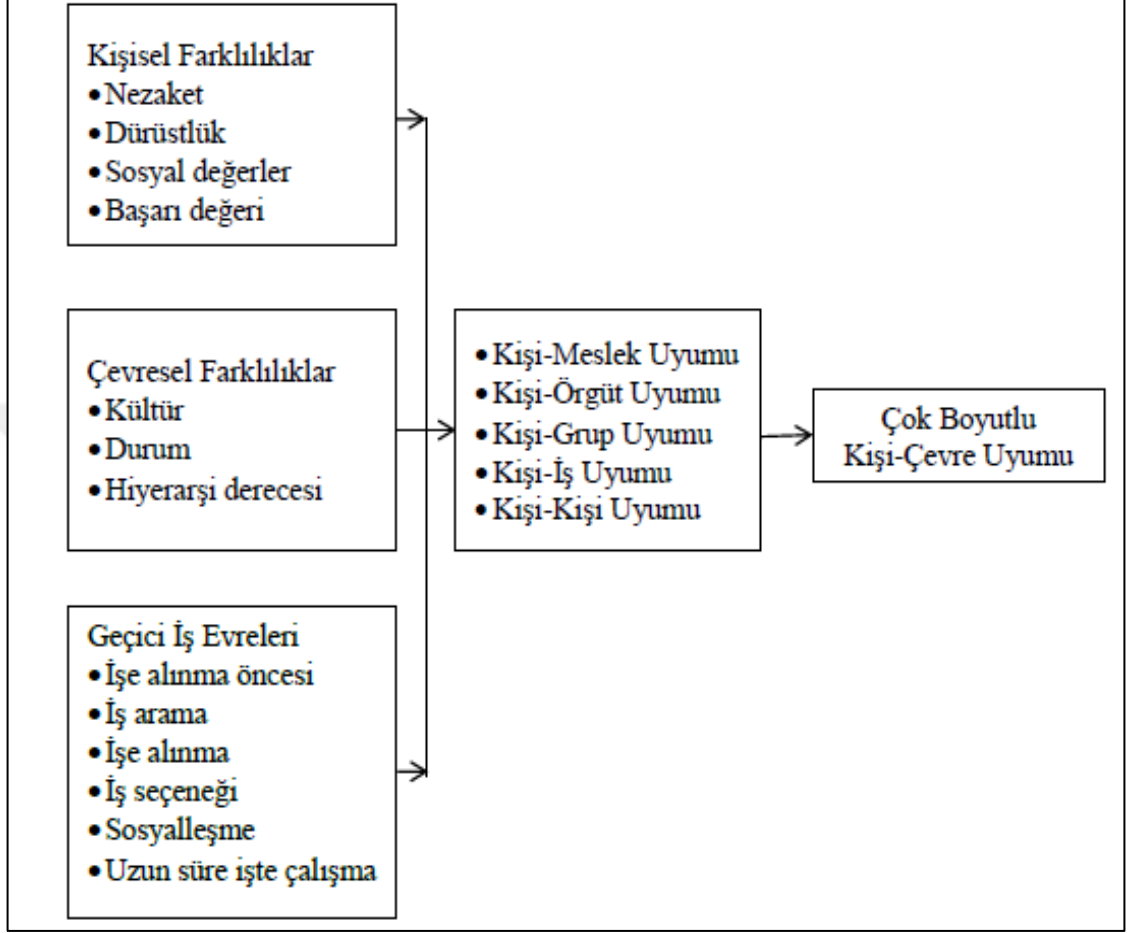 Kişisel Farklılıklar
•Nezaket
•Dürüstlük
•Sosyal değerler
•Başarı değeri
Çevresel Farklılıklar
•Kültür
•Durum
•Hiyerarşi derecesi
Geçici İş Evreleri
•İşe alınma öncesi
•İş arama
•İşe alınma
•İş seçeneği
•Sosyalleşme
•Uzun süre işte çalışma
•Kişi-Meslek Uyumu
•Kişi-Örgüt Uyumu
•Kişi-Grup Uyumu
•Kişi-İş Uyumu
•Kişi-Kişi Uyumu
Çok Boyutlu
Kişi-Çevre Uyumu